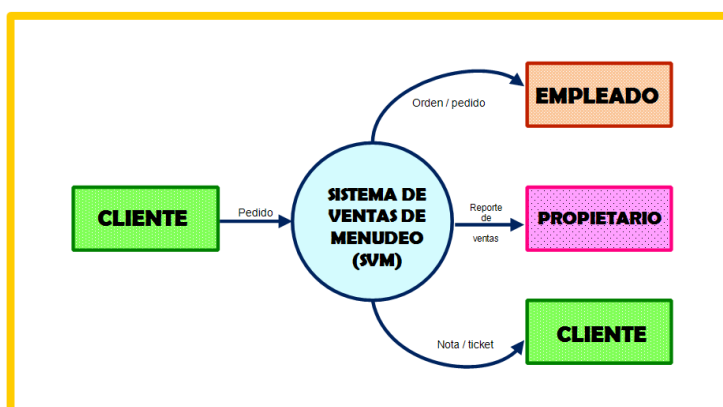 Orden / pedido
EMPLEADO
CLIENTE
Pedido
SISTEMA DE
VENTAS DE
MENUDEO
(SVM)
Reporte
de
ventas
PROPIETARIO
Nota / ticket
CLIENTE